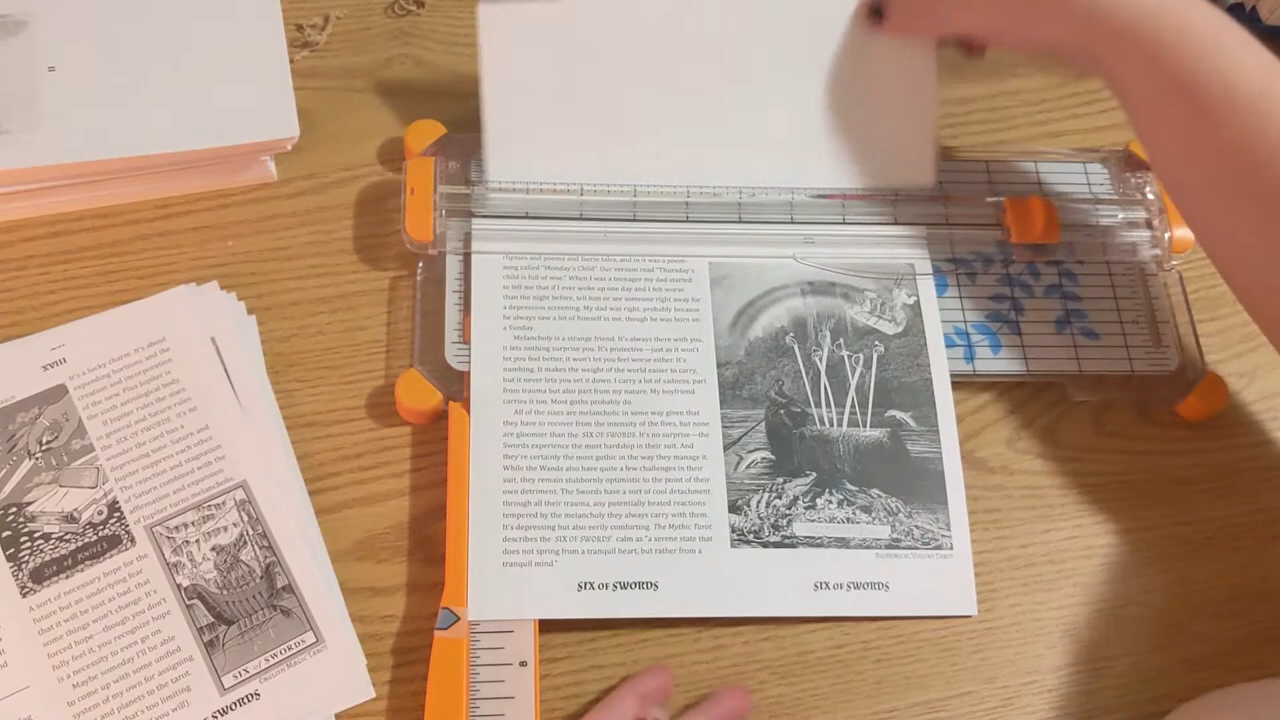 rhymes and poems and faerie tales, and in it was a poem-
song called "Monday's Child". Our version read "Thursday's
child is full of woe." When I was a teenager my dad started
to tell me that if I ever woke up one day and I felt worse
than the night before, tell him or see someone right away for
a depression screening. My dad was right, probably because
he always saw a lot of himself in me, though he was born on
a Sunday.
Melancholy is a strange friend. It's always there with you,
it lets nothing surprise you. It's protective—just as it won't
let you feel better, it won't let you feel worse either. It's
numbing. It makes the weight of the world easier to carry,
but it never lets you set it down. I carry a lot of sadness, part
from trauma but also part from my nature. My boyfriend
carries it too. Most goths probably do.
All of the sixes are melancholic in some way given that
they have to recover from the intensity of the fives, but none
are gloomier than the SIX OF SWORDS. It's no surprise—the
Swords experience the most hardship in their suit. And
they're certainly the most gothic in the way they manage it.
While the Wands also have quite a few challenges in their
suit, they remain stubbornly optimistic to the point of their
own detriment. The Swords have a sort of cool detachment
through all their trauma, any potentially heated reactions
tempered by the melancholy they always carry with them.
It's depressing but also eerily comforting. The Mythic Tarot
describes the SIX OF SWORDS' calm as "a serene state that
does not spring from a tranquil heart, but rather from a
tranquil mind."
SIX OF SWORDS
SIX OF SWORDS
8
XVIII
It's a lucky charm. It's about
expanding horizons and the
creation and incorporation
of the new. Plus Jupiter is
the sixth astrological body.
If Jupiter rules the sixes
in general and Saturn rules
the SIX OF SWORDS, it's no
wonder the card has a
depressing tone. Saturn and
Jupiter suppress each other.
The rejection and stagnation
of Saturn combined with the
affirmation and expansion
of Jupiter turns melancholic.
SIX OF KNIVES
A sort of necessary hope for the
future but an underlying fear
that it will be just as bad, that
some things won't change. It's
forced hope—though you don't
fully feel it, you recognize hope
is a necessity to even go on.
Maybe someday I'll be able
to come up with some unified
system of my own for assigning
and planets to the tarot.
that's too limiting
you will).
SIX of SWORDS
ENGLISH MAGIC TAROT
SWORDS